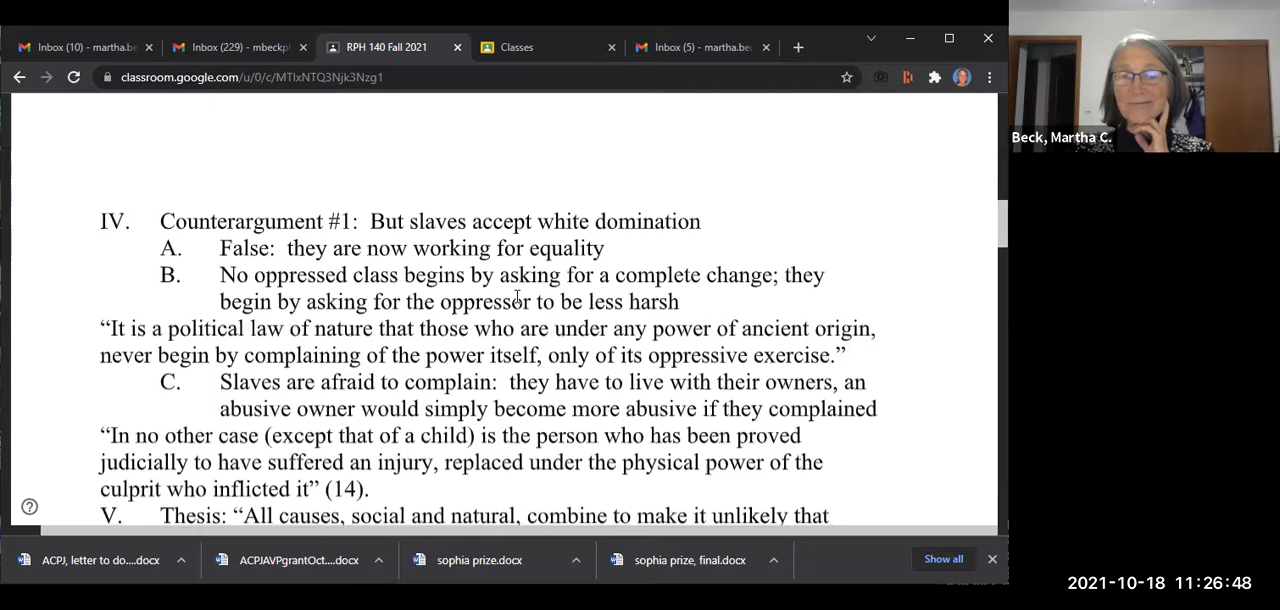 Inbox (10) - martha.be
Inbox (229) - mbeckp
RPH 140 Fall 2021
Classes
Inbox (5) - martha.bec
classroom.google.com/u/0/c/MTIxNTQ3Njk3Nzg1
Beck, Martha C.
IV. Counterargument #1: But slaves accept white domination
A. False: they are now working for equality
B. No oppressed class begins by asking for a complete change; they
begin by asking for the oppressor to be less harsh
“It is a political law of nature that those who are under any power of ancient origin,
never begin by complaining of the power itself, only of its oppressive exercise.”
C. Slaves are afraid to complain: they have to live with their owners, an
abusive owner would simply become more abusive if they complained
“In no other case (except that of a child) is the person who has been proved
judicially to have suffered an injury, replaced under the physical power of the
culprit who inflicted it” (14).
V. Thesis: “All causes, social and natural, combine to make it unlikely that
ACPJ, letter to do....docx
ACPJAVPgrantOct....docx
sophia prize.docx
sophia prize, final.docx
Show all
2021-10-18 11:26:48